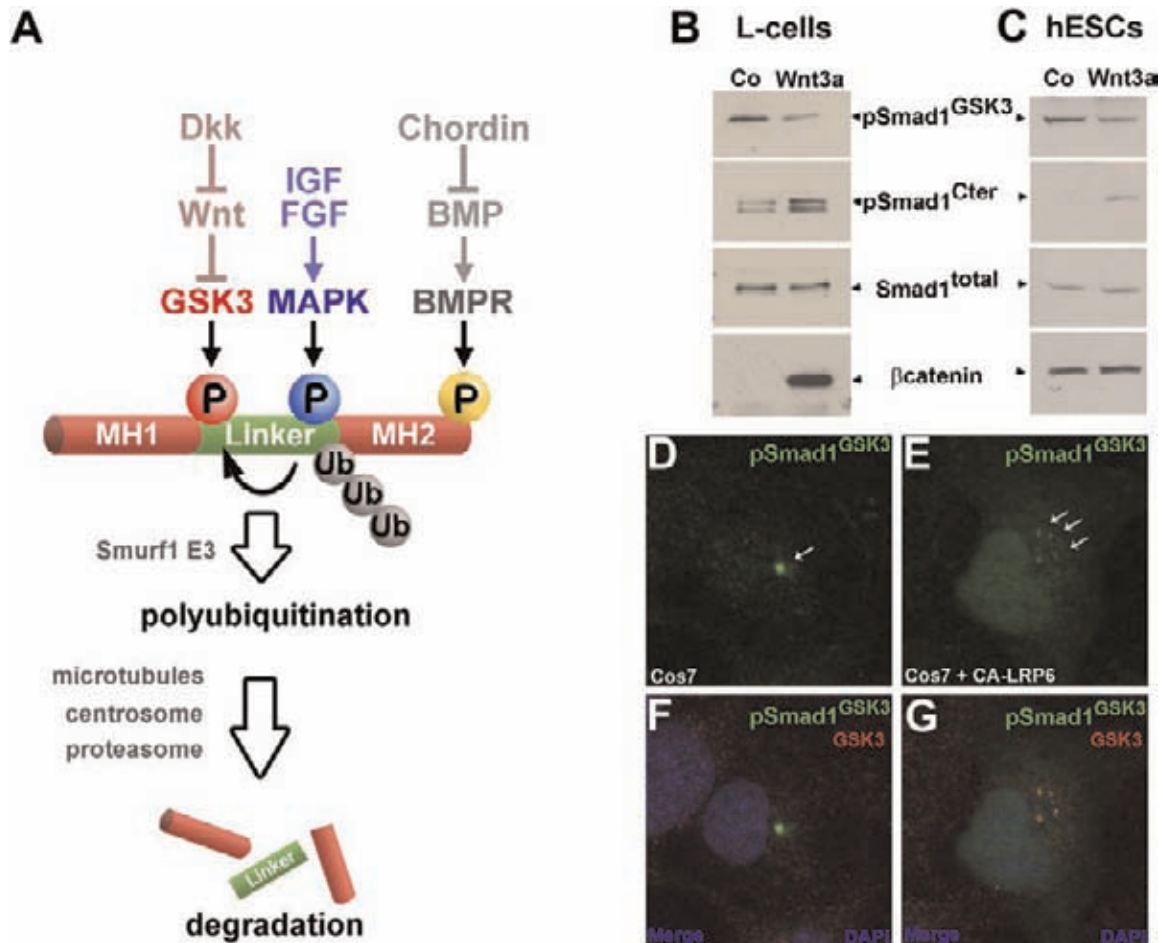 A
Dkk
Wnt
GSK3
IGF
FGF
MAPK
Chordin
BMP
BMPR
P
P
P
MH1
Linker
MH2
Ub
Ub
Ub
Smurf1 E3
polyubiquitination
microtubules
centrosome
proteasome
Linker
degradation
B L-cells
Co Wnt3a
C hESCs
Co Wnt3a
pSmad1GSK3
pSmad1Cter
Smad1total
βcatenin
D
pSmad1GSK3
Cos7
E
pSmad1GSK3
Cos7 + CA-LRP6
F
pSmad1GSK3
GSK3
Merge
DAPI
G
pSmad1GSK3
GSK3
Merge
DAPI